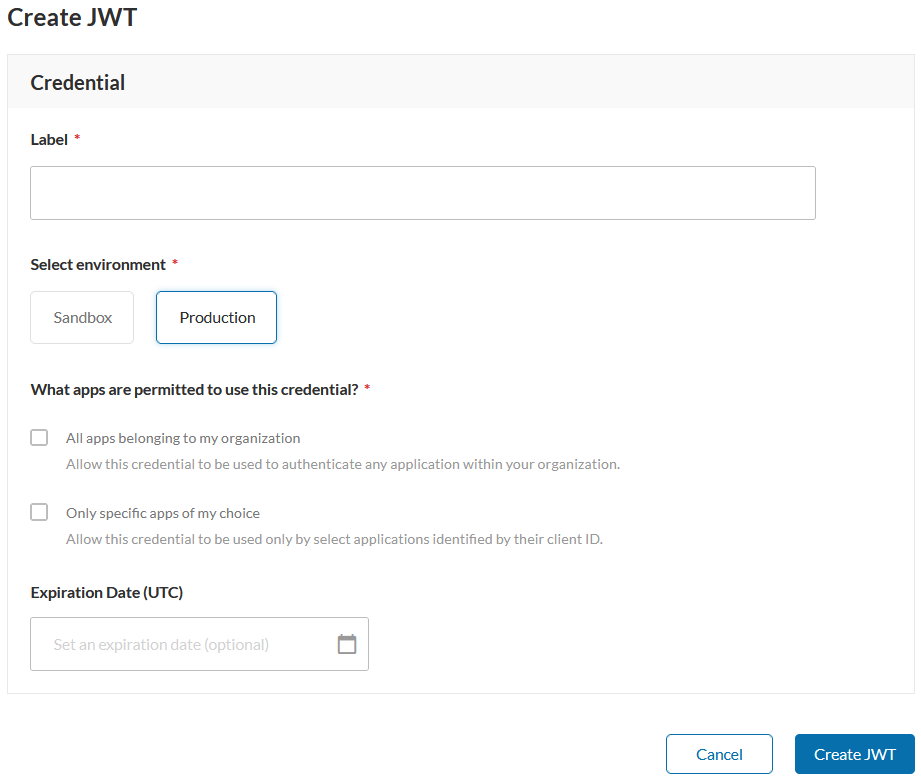 Create JWT
Credential
Label *
Select environment *
Sandbox
Production
What apps are permitted to use this credential? *
All apps belonging to my organization
Allow this credential to be used to authenticate any application within your organization.
Only specific apps of my choice
Allow this credential to be used only by select applications identified by their client ID.
Expiration Date (UTC)
Set an expiration date (optional)
Cancel
Create JWT